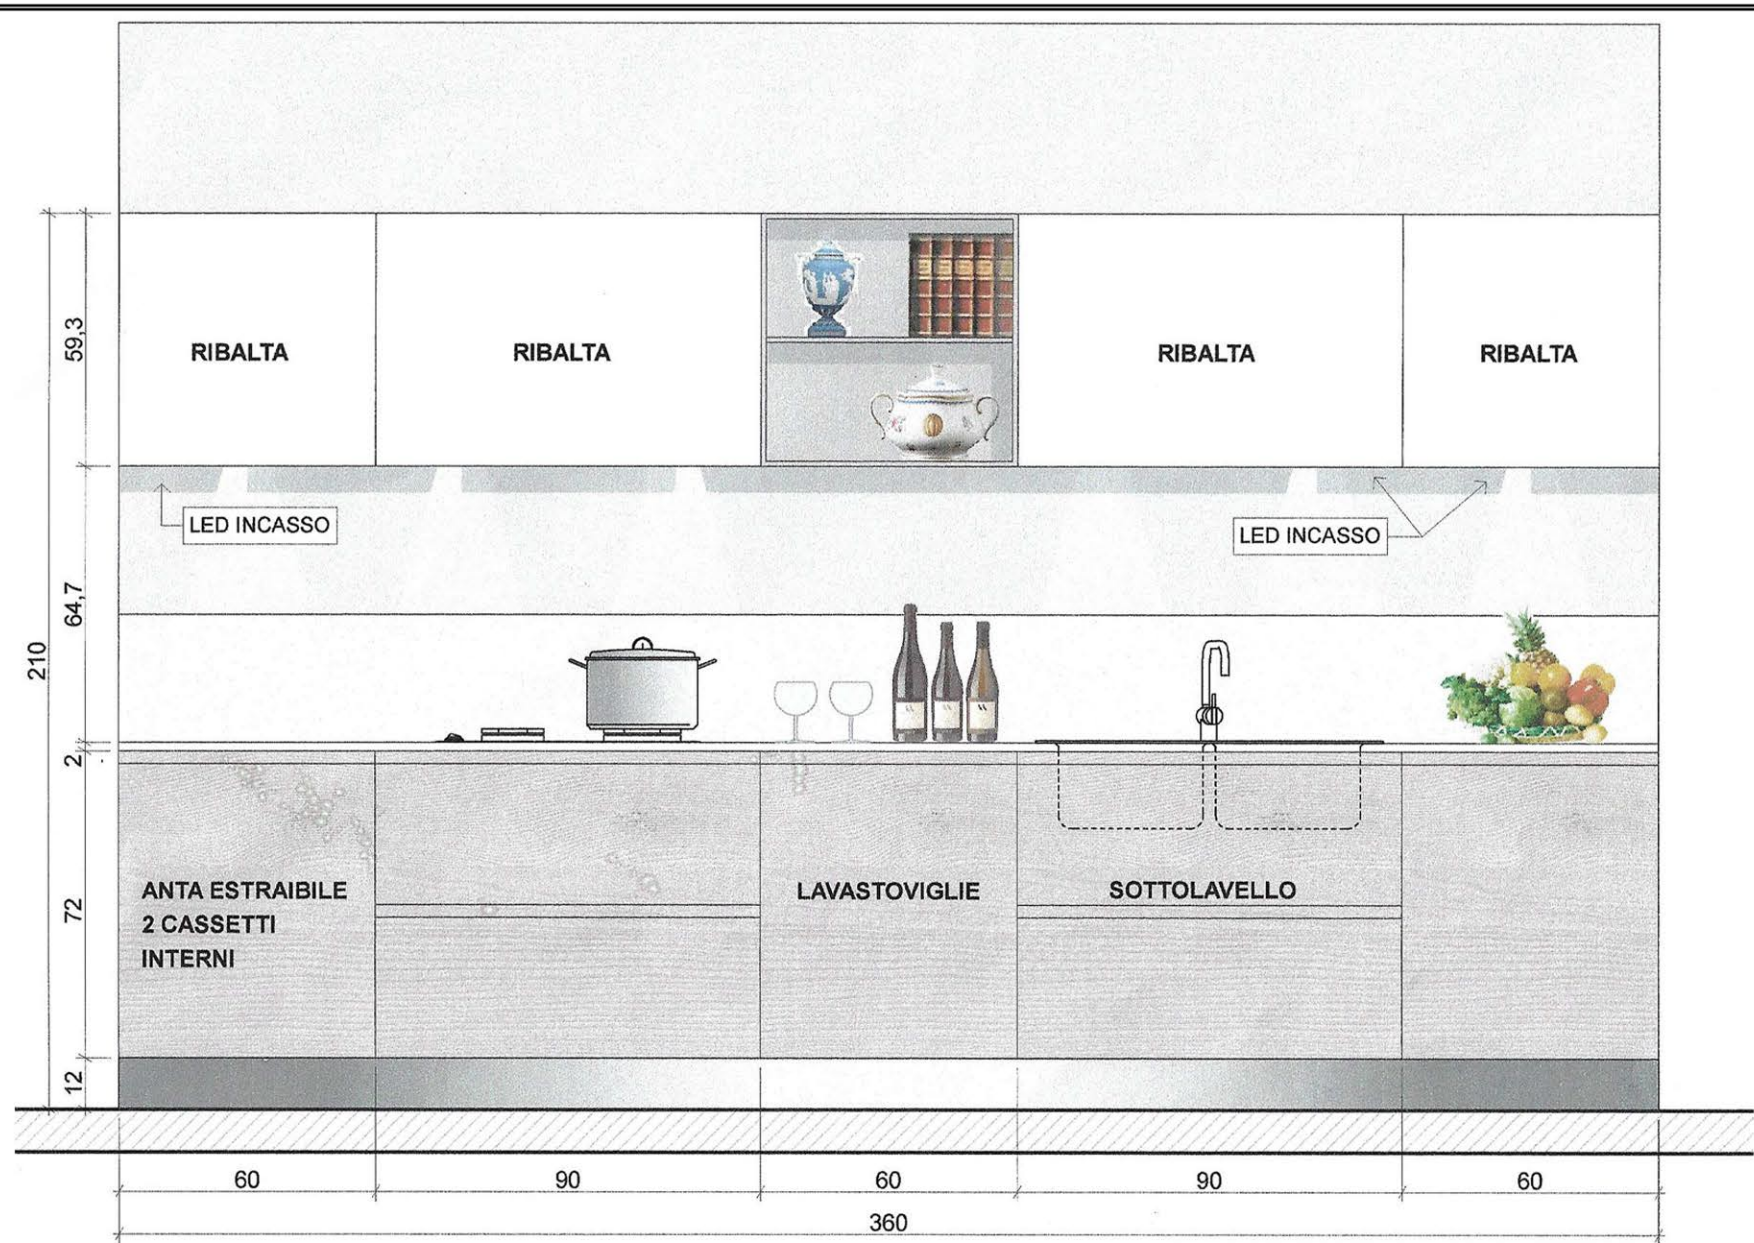 59,3
RIBALTA
RIBALTA
RIBALTA
RIBALTA
LED INCASSO
LED INCASSO
64,7
210
2
72
ANTA ESTRAIBILE
2 CASSETTI
INTERNI
LAVASTOVIGLIE
SOTTOLAVELLO
12
60
90
60
90
60
360